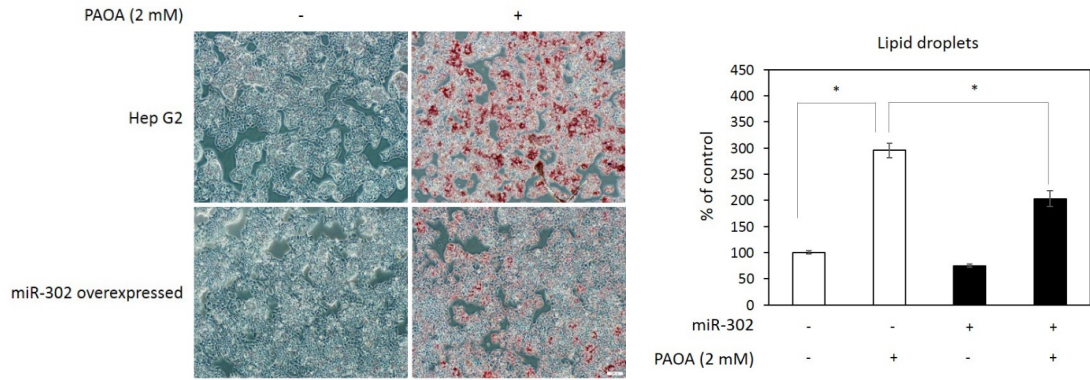 PAOA (2 mM) - +
Hep G2
miR-302 overexpressed
Lipid droplets
% of control
450
400
350
300
250
200
150
100
50
0
* *
miR-302 - - + +
PAOA (2 mM) - + - +